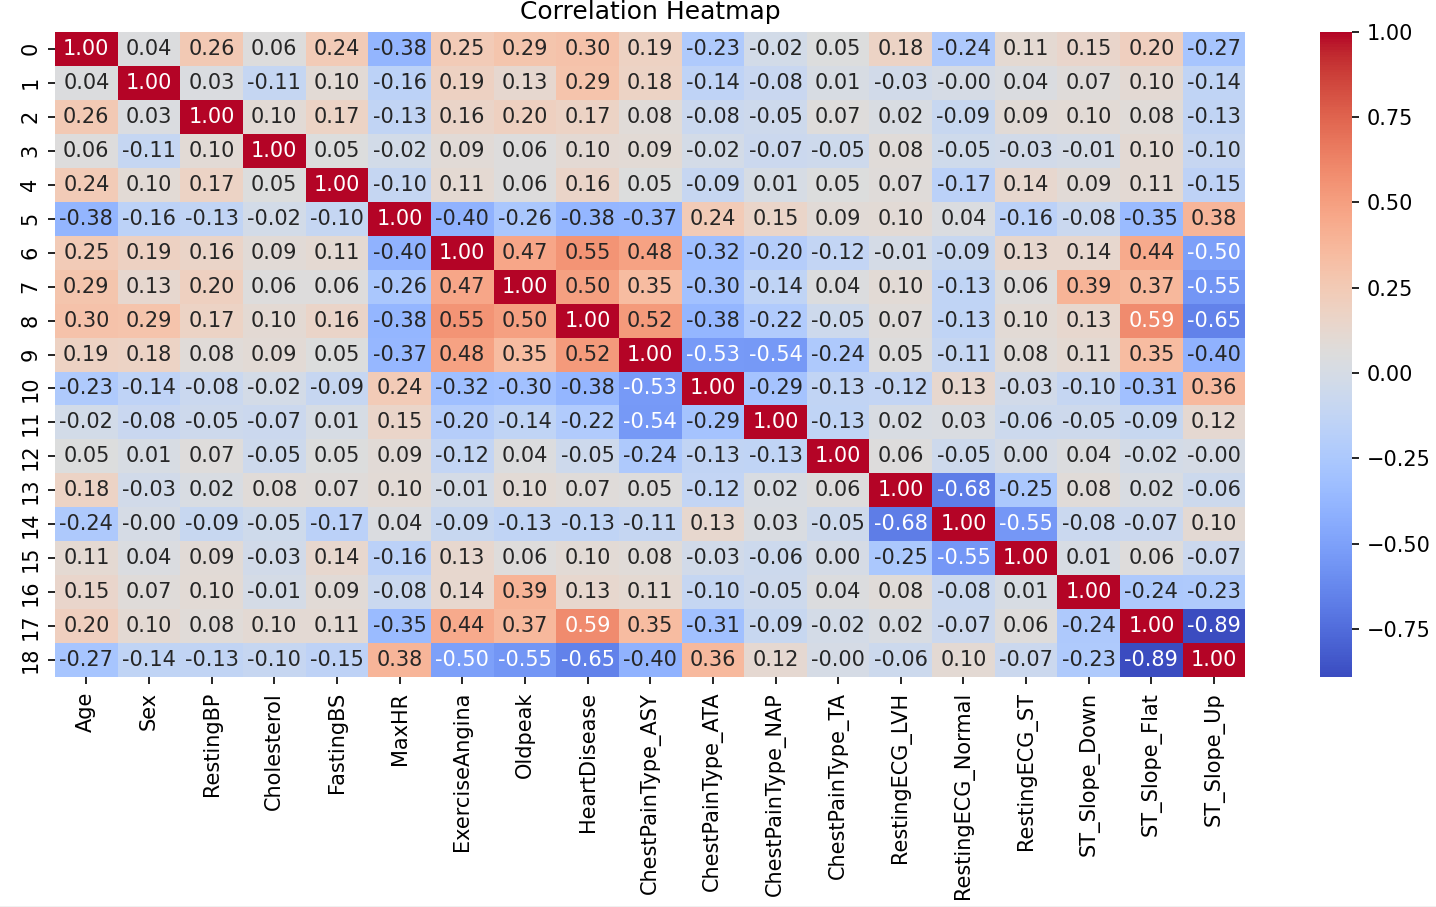 Correlation Heatmap
0 1.00 0.04 0.26 0.06 0.24 -0.38 0.25 0.29 0.30 0.19 -0.23 -0.02 0.05 0.18 -0.24 0.11 0.15 0.20 -0.27
1 0.04 1.00 0.03 -0.11 0.10 -0.16 0.19 0.13 0.29 0.18 -0.14 -0.08 0.01 -0.03 -0.00 0.04 0.07 0.10 -0.14
2 0.26 0.03 1.00 0.10 0.17 -0.13 0.16 0.20 0.17 0.08 -0.08 -0.05 0.07 0.02 -0.09 0.09 0.10 0.08 -0.13
3 0.06 -0.11 0.10 1.00 0.05 -0.02 0.09 0.06 0.10 0.09 -0.02 -0.07 -0.05 0.08 -0.05 -0.03 -0.01 0.10 -0.10
4 0.24 0.10 0.17 0.05 1.00 -0.10 0.11 0.06 0.16 0.05 -0.09 0.01 0.05 0.07 -0.17 0.14 0.09 0.11 -0.15
5 -0.38 -0.16 -0.13 -0.02 -0.10 1.00 -0.40 -0.26 -0.38 -0.37 0.24 0.15 0.09 0.10 0.04 -0.16 -0.08 -0.35 0.38
6 0.25 0.19 0.16 0.09 0.11 -0.40 1.00 0.47 0.55 0.48 -0.32 -0.20 -0.12 -0.01 -0.09 0.13 0.14 0.44 -0.50
7 0.29 0.13 0.20 0.06 0.06 -0.26 0.47 1.00 0.50 0.35 -0.30 -0.14 0.04 0.10 -0.13 0.06 0.39 0.37 -0.55
8 0.30 0.29 0.17 0.10 0.16 -0.38 0.55 0.50 1.00 0.52 -0.38 -0.22 -0.05 0.07 -0.13 0.10 0.13 0.59 -0.65
9 0.19 0.18 0.08 0.09 0.05 -0.37 0.48 0.35 0.52 1.00 -0.53 -0.54 -0.24 0.05 -0.11 0.08 0.11 0.35 -0.40
10 -0.23 -0.14 -0.08 -0.02 -0.09 0.24 -0.32 -0.30 -0.38 -0.53 1.00 -0.29 -0.13 -0.12 0.13 -0.03 -0.10 -0.31 0.36
11 -0.02 -0.08 -0.05 -0.07 0.01 0.15 -0.20 -0.14 -0.22 -0.54 -0.29 1.00 -0.13 0.02 0.03 -0.06 -0.05 -0.09 0.12
12 0.05 0.01 0.07 -0.05 0.05 0.09 -0.12 0.04 -0.05 -0.24 -0.13 -0.13 1.00 0.06 -0.05 0.00 0.04 -0.02 -0.00
13 0.18 -0.03 0.02 0.08 0.07 0.10 -0.01 0.10 0.07 0.05 -0.12 0.02 0.06 1.00 -0.68 -0.25 0.08 0.02 -0.06
14 -0.24 -0.00 -0.09 -0.05 -0.17 0.04 -0.09 -0.13 -0.13 -0.11 0.13 0.03 -0.05 -0.68 1.00 -0.55 -0.08 -0.07 0.10
15 0.11 0.04 0.09 -0.03 0.14 -0.16 0.13 0.06 0.10 0.08 -0.03 -0.06 0.00 -0.25 -0.55 1.00 0.01 0.06 -0.07
16 0.15 0.07 0.10 -0.01 0.09 -0.08 0.14 0.39 0.13 0.11 -0.10 -0.05 0.04 0.08 -0.08 0.01 1.00 -0.24 -0.23
17 0.20 0.10 0.08 0.10 0.11 -0.35 0.44 0.37 0.59 0.35 -0.31 -0.09 -0.02 0.02 -0.07 0.06 -0.24 1.00 -0.89
18 -0.27 -0.14 -0.13 -0.10 -0.15 0.38 -0.50 -0.55 -0.65 -0.40 0.36 0.12 -0.00 -0.06 0.10 -0.07 -0.23 -0.89 1.00
Age
Sex
RestingBP
Cholesterol
FastingBS
MaxHR
ExerciseAngina
Oldpeak
HeartDisease
ChestPainType_ASY
ChestPainType_ATA
ChestPainType_NAP
ChestPainType_TA
RestingECG_LVH
RestingECG_Normal
RestingECG_ST
ST_Slope_Down
ST_Slope_Flat
ST_Slope_Up
1.00
0.75
0.50
0.25
0.00
−0.25
−0.50
−0.75